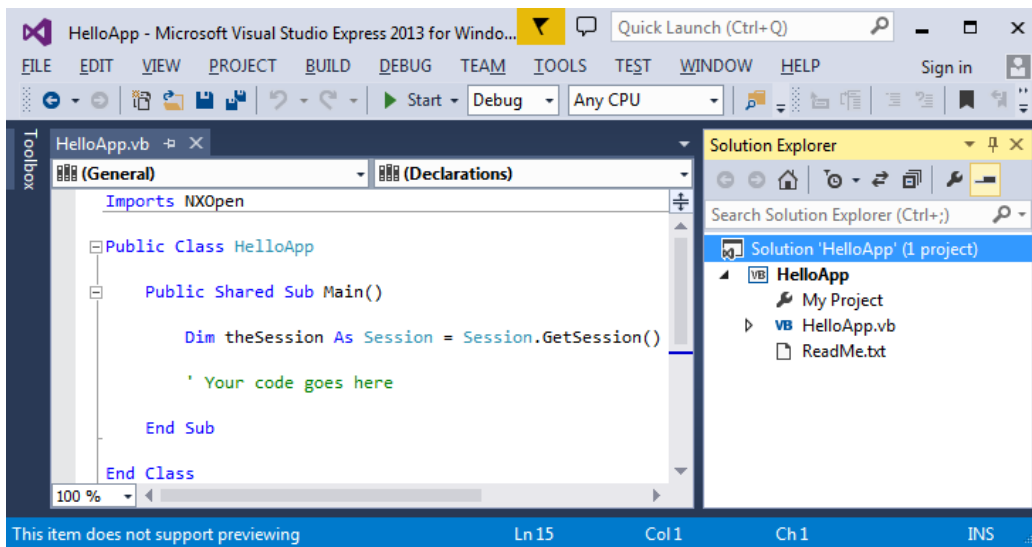 HelloApp - Microsoft Visual Studio Express 2013 for Windo...
Quick Launch (Ctrl+Q)
FILE EDIT VIEW PROJECT BUILD DEBUG TEAM TOOLS TEST WINDOW HELP Sign in
Start Debug Any CPU
Toolbox
HelloApp.vb
(General) (Declarations)
Imports NXOpen
Public Class HelloApp
Public Shared Sub Main()
Dim theSession As Session = Session.GetSession()
' Your code goes here
End Sub
End Class
100 %
Solution Explorer
Search Solution Explorer (Ctrl+;)
Solution 'HelloApp' (1 project)
VB HelloApp
My Project
VB HelloApp.vb
ReadMe.txt
This item does not support previewing Ln 15 Col 1 Ch 1 INS